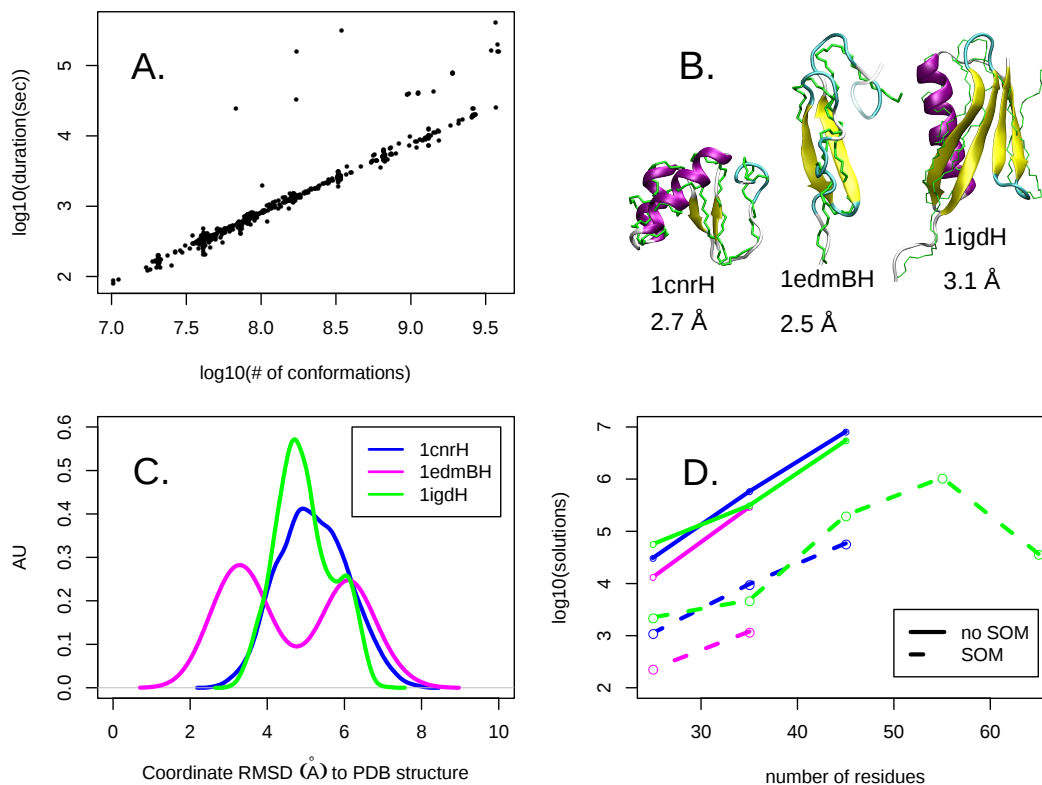 A.
log10(duration(sec))
5
4
3
2
7.0 7.5 8.0 8.5 9.0 9.5
log10(# of conformations)
B.
1cnrH
2.7 Å
1edmBH
2.5 Å
1igdH
3.1 Å
C.
AU
0.6
0.5
0.4
0.3
0.2
0.1
0.0
1cnrH
1edmBH
1igdH
0 2 4 6 8 10
Coordinate RMSD (Å) to PDB structure
D.
log10(solutions)
7
6
5
4
3
2
no SOM
SOM
30 40 50 60
number of residues